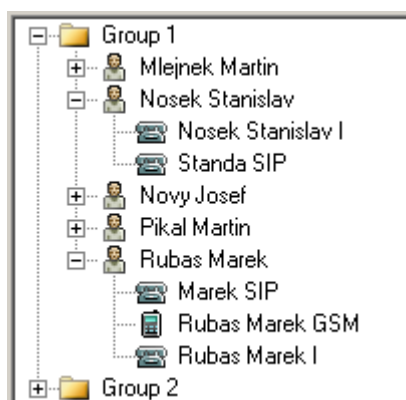 Group 1
Mlejnek Martin
Nosek Stanislav
Nosek Stanislav I
Standa SIP
Novy Josef
Pikal Martin
Rubas Marek
Marek SIP
Rubas Marek GSM
Rubas Marek I
Group 2